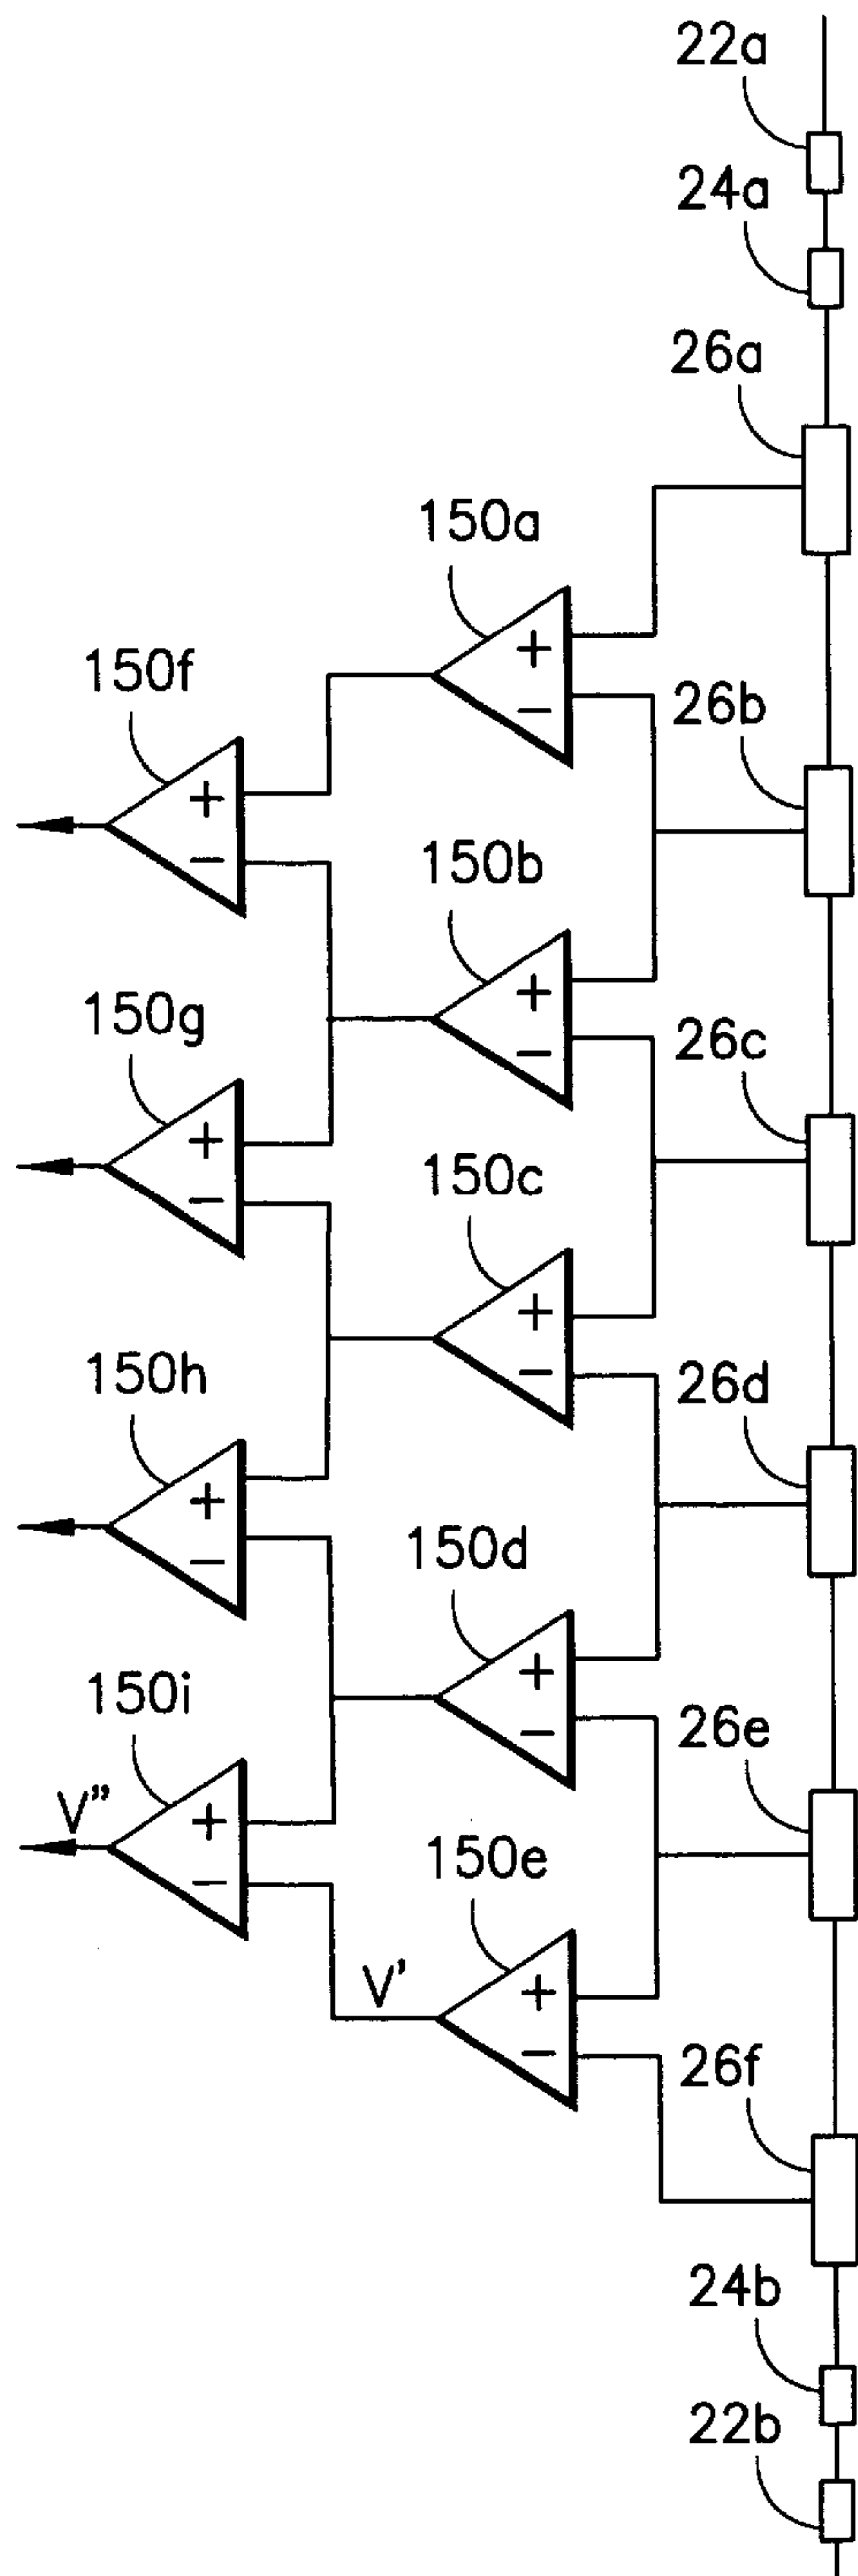 22a
24a
26a
150a
+
−
150f
+
−
26b
150b
+
−
150g
+
−
26c
150c
+
−
150h
+
−
26d
150d
+
−
150i
V"
+
−
26e
150e
+
−
V'
26f
24b
22b